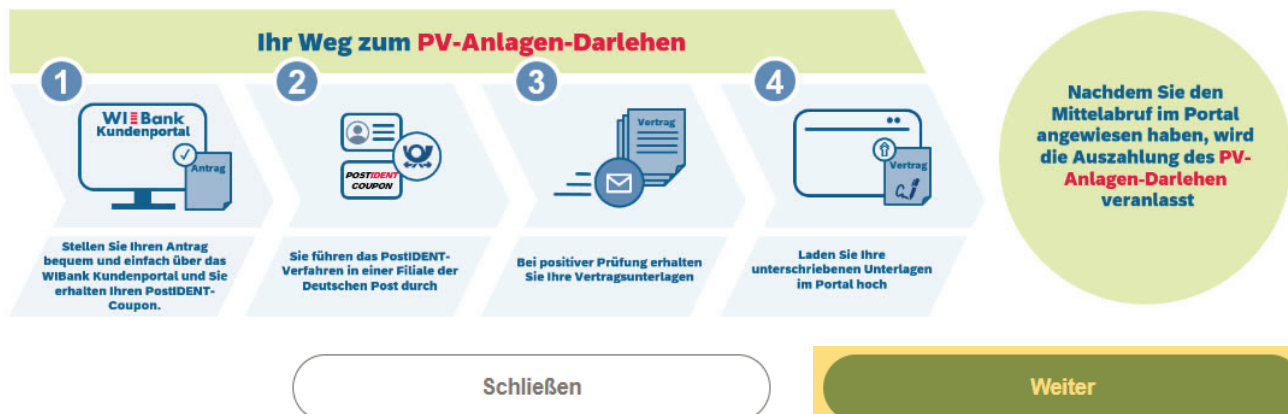 Ihr Weg zum PV-Anlagen-Darlehen
1
2
3
4
WIBank
Kundenportal
Antrag
POSTIDENT
COUPON
Vertrag
Vertrag
Stellen Sie Ihren Antrag
bequem und einfach über das
WIBank Kundenportal und Sie
erhalten Ihren PostIDENT-
Coupon.
Sie führen das PostIDENT-
Verfahren in einer Filiale der
Deutschen Post durch
Bei positiver Prüfung erhalten
Sie Ihre Vertragsunterlagen
Laden Sie Ihre
unterschriebenen Unterlagen
im Portal hoch
Nachdem Sie den
Mittelabruf im Portal
angewiesen haben, wird
die Auszahlung des PV-
Anlagen-Darlehen
veranlasst
Schließen
Weiter